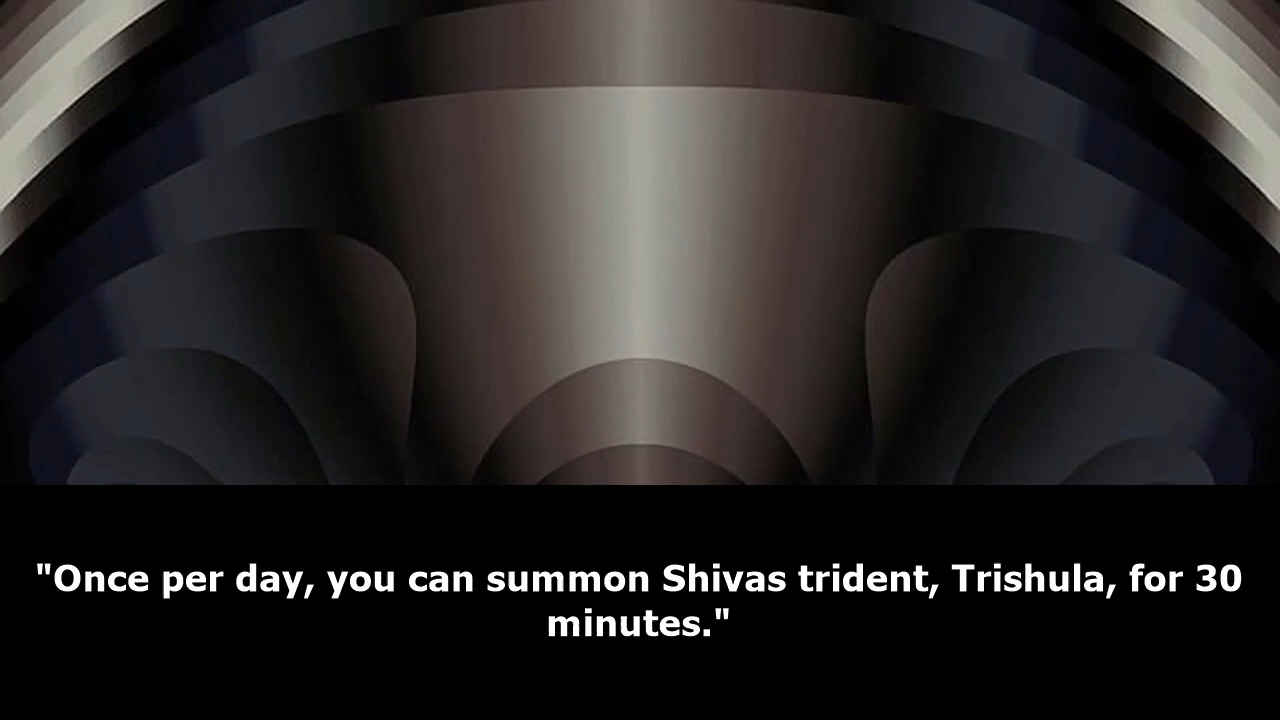 "Once per day, you can summon Shivas trident, Trishula, for 30
minutes."